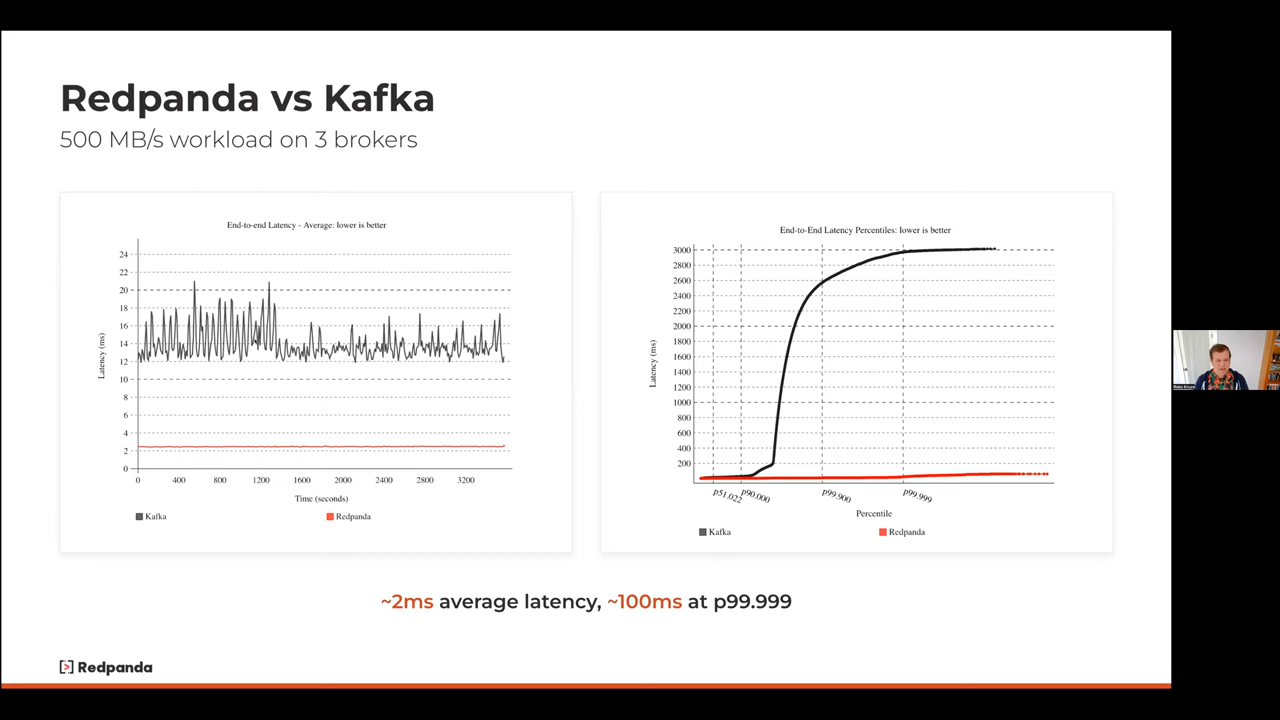 Redpanda vs Kafka
500 MB/s workload on 3 brokers
End-to-end Latency - Average: lower is better
24
22
20
18
16
14
12
10
8
6
4
2
0
Latency (ms)
0 400 800 1200 1600 2000 2400 2800 3200
Time (seconds)
Kafka Redpanda
End-to-End Latency Percentiles: lower is better
3000
2800
2600
2400
2200
2000
1800
1600
1400
1200
1000
800
600
400
200
Latency (ms)
p51.022 p90.000 p99.900 p99.999
Percentile
Kafka Redpanda
~2ms average latency, ~100ms at p99.999
Redpanda